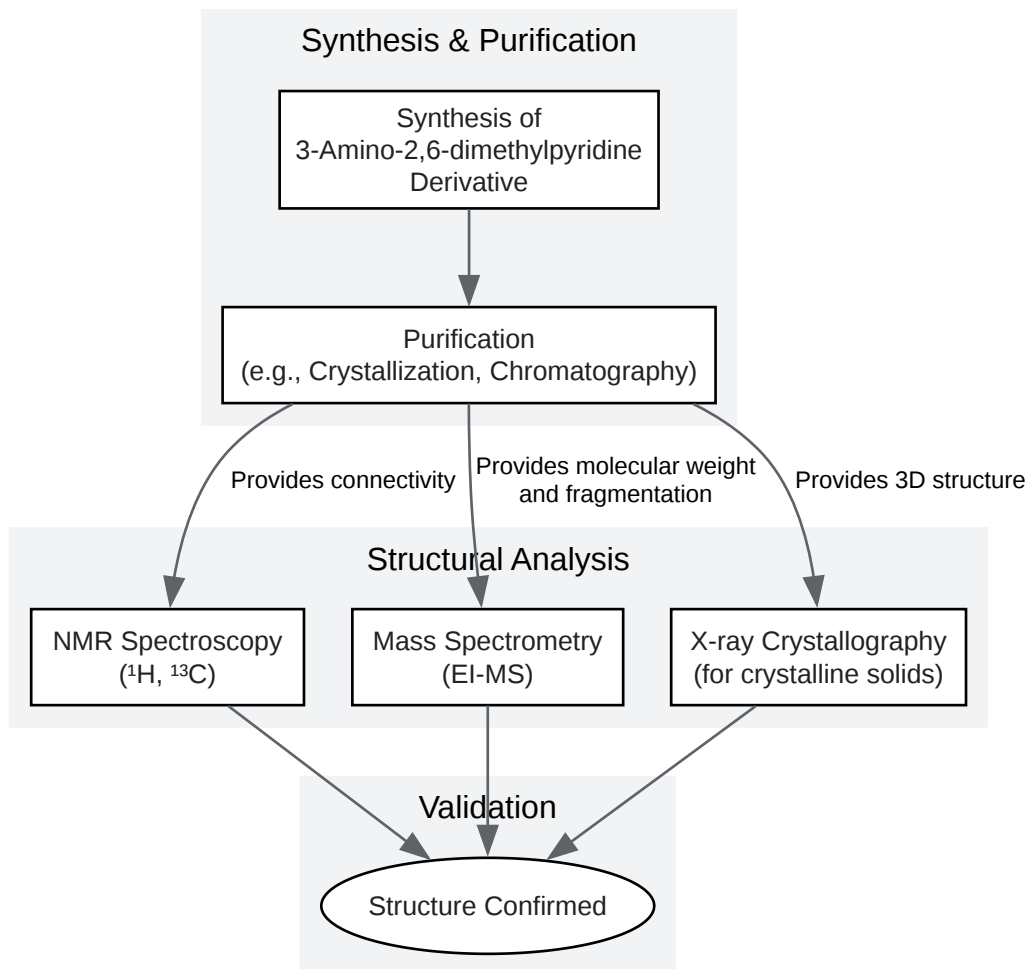 Synthesis & Purification
Synthesis of
3-Amino-2,6-dimethylpyridine
Derivative
Purification
(e.g., Crystallization, Chromatography)
Provides connectivity
Provides molecular weight
and fragmentation
Provides 3D structure
Structural Analysis
NMR Spectroscopy
(¹H, ¹³C)
Mass Spectrometry
(EI-MS)
X-ray Crystallography
(for crystalline solids)
Validation
Structure Confirmed